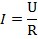 I = U/R